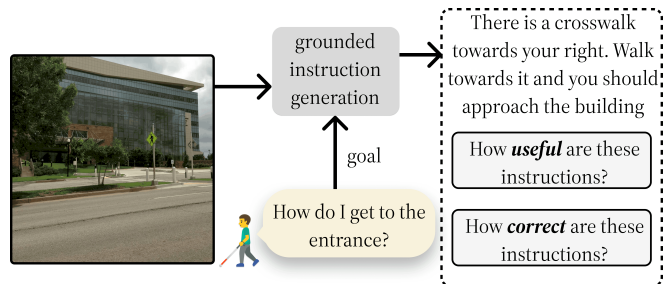 grounded
instruction
generation
goal
How do I get to the
entrance?
There is a crosswalk
towards your right. Walk
towards it and you should
approach the building
How useful are these
instructions?
How correct are these
instructions?